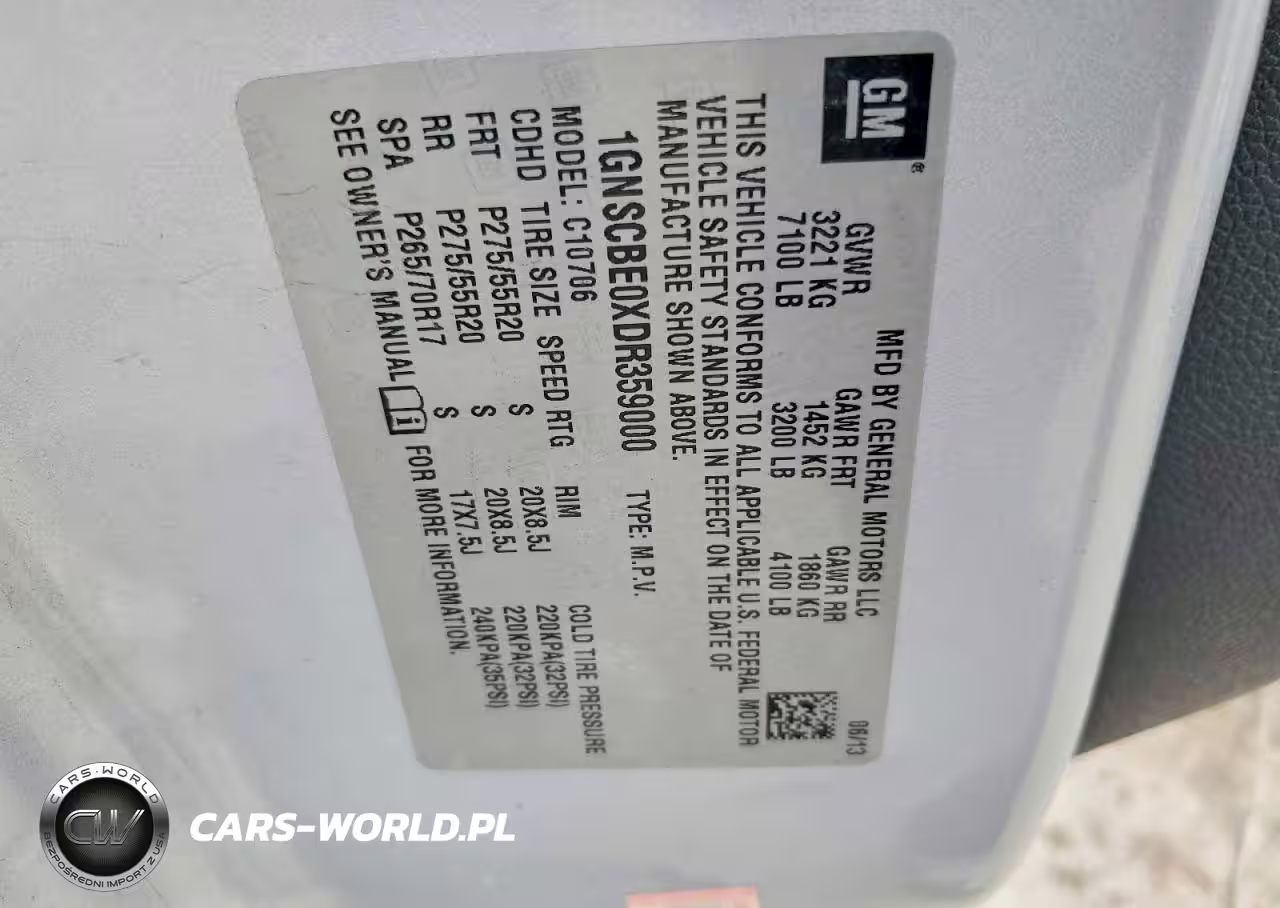 GM ®
MFD BY GENERAL MOTORS LLC 06/13
GVWR GAWR FRT GAWR RR
3221 KG 1452 KG 1860 KG
7100 LB 3200 LB 4100 LB
THIS VEHICLE CONFORMS TO ALL APPLICABLE U.S. FEDERAL MOTOR
VEHICLE SAFETY STANDARDS IN EFFECT ON THE DATE OF
MANUFACTURE SHOWN ABOVE.
1GNSCBE0XDR359000 TYPE: M.P.V.
MODEL: C10706
CDHD TIRE SIZE SPEED RTG RIM COLD TIRE PRESSURE
FRT P275/55R20 S 20X8.5J 220KPA(32PSI)
RR P275/55R20 S 20X8.5J 220KPA(32PSI)
SPA P265/70R17 S 17X7.5J 240KPA(35PSI)
SEE OWNER'S MANUAL i FOR MORE INFORMATION.
CARS-WORLD
CW
BEZPOŚREDNI IMPORT Z USA
CARS-WORLD.PL